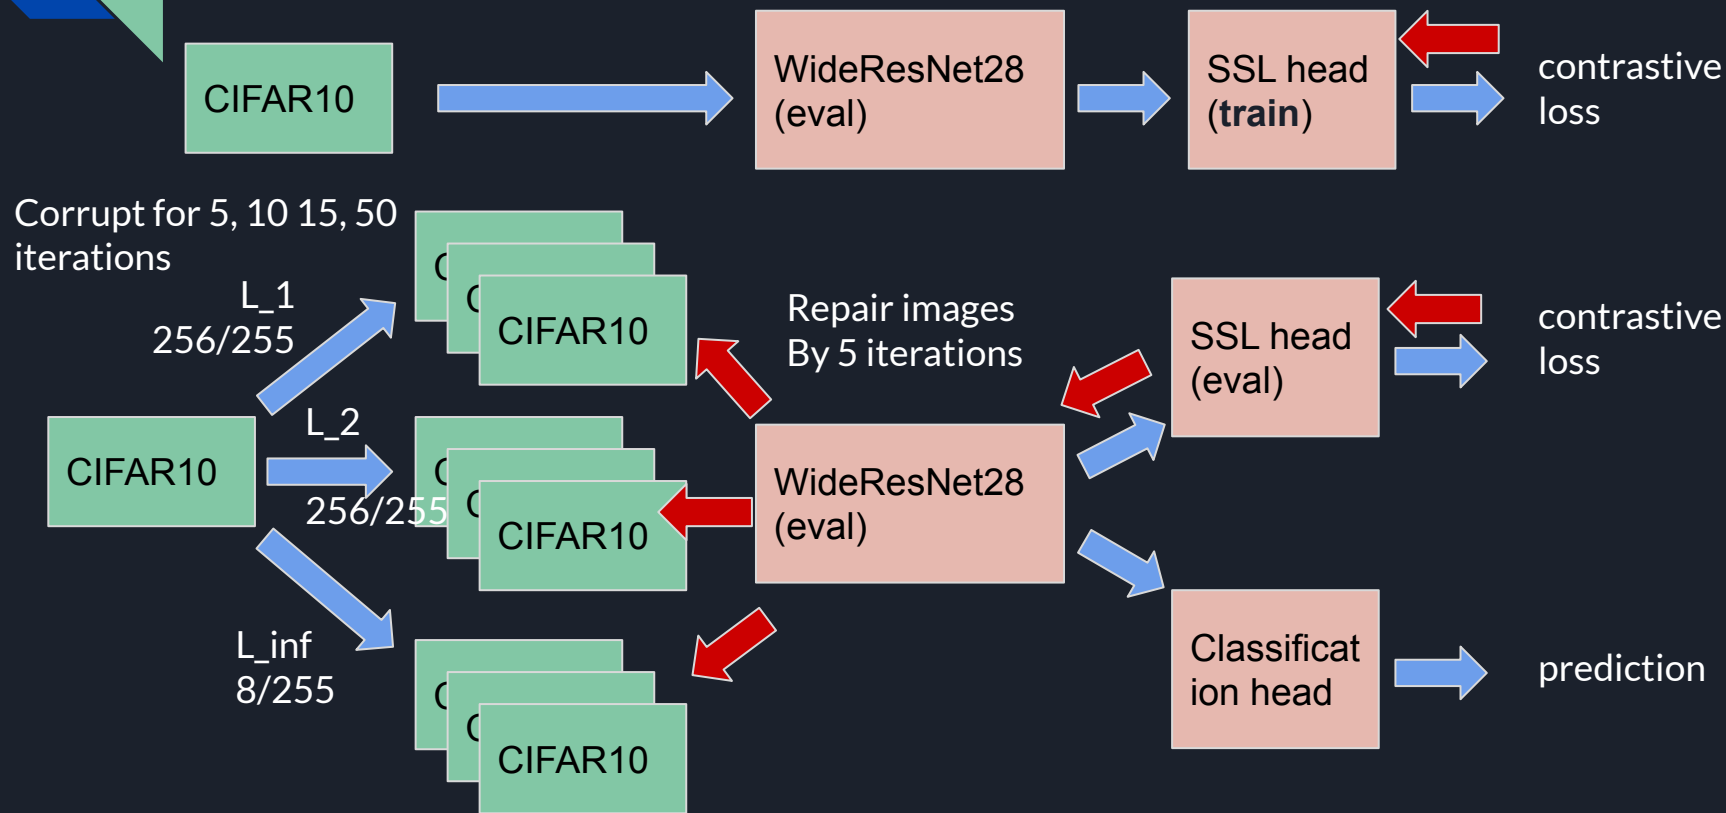 CIFAR10
WideResNet28
(eval)
SSL head
(train)
contrastive
loss
Corrupt for 5, 10 15, 50
iterations
L_1
256/255
C
C
CIFAR10
Repair images
By 5 iterations
SSL head
(eval)
contrastive
loss
CIFAR10
L_2
256/255
C
C
CIFAR10
WideResNet28
(eval)
L_inf
8/255
C
C
CIFAR10
Classificat
ion head
prediction